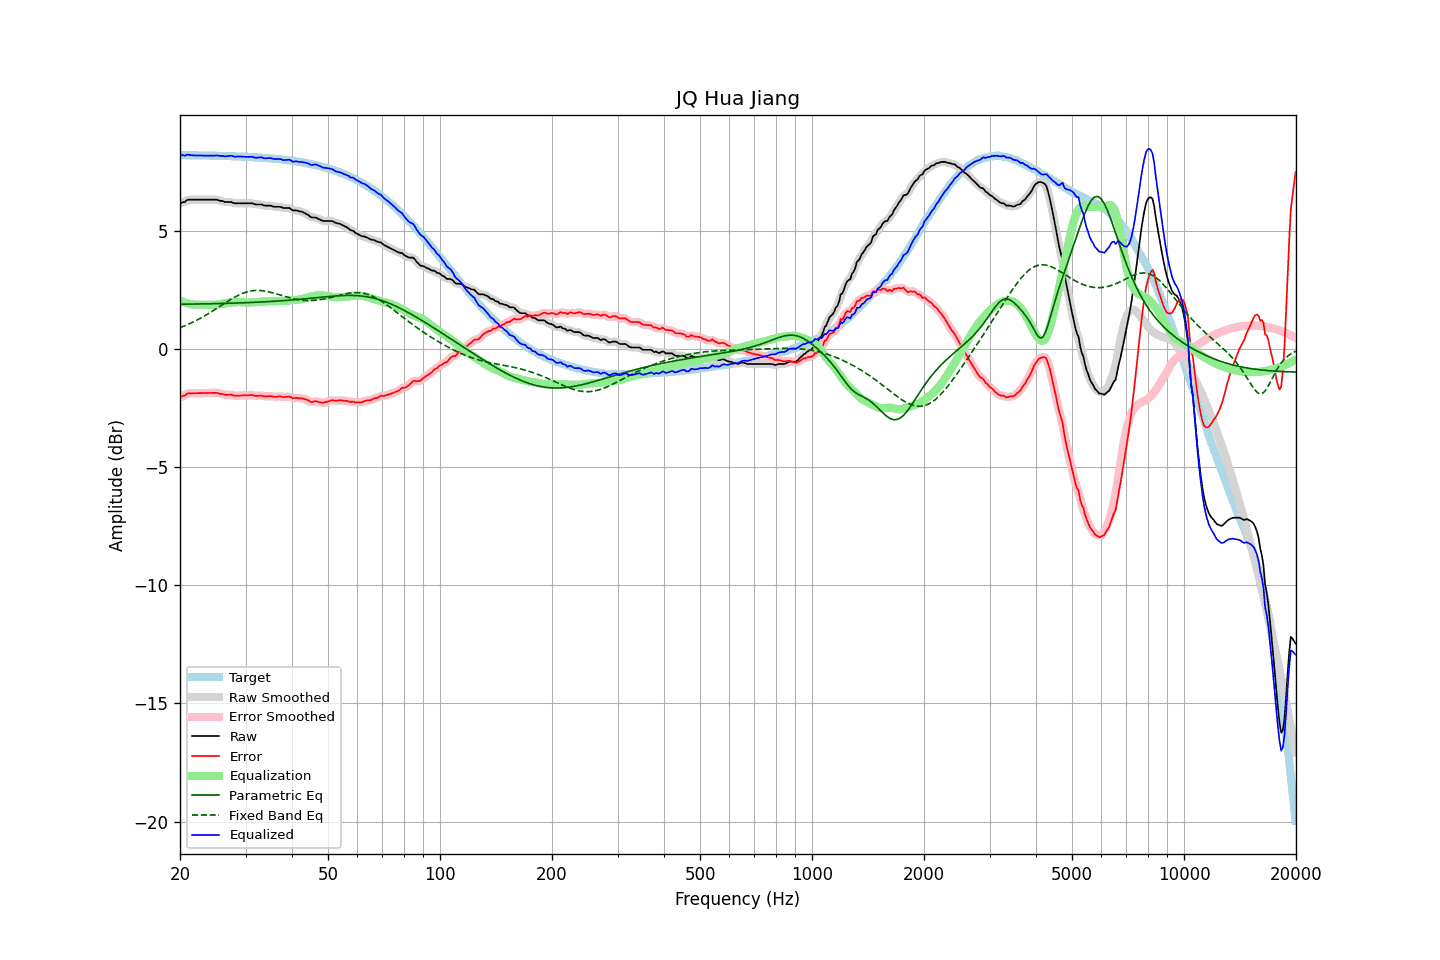 JQ Hua Jiang
Amplitude (dBr)
5
0
−5
−10
−15
−20
Target
Raw Smoothed
Error Smoothed
Raw
Error
Equalization
Parametric Eq
Fixed Band Eq
Equalized
20 50 100 200 500 1000 2000 5000 10000 20000
Frequency (Hz)